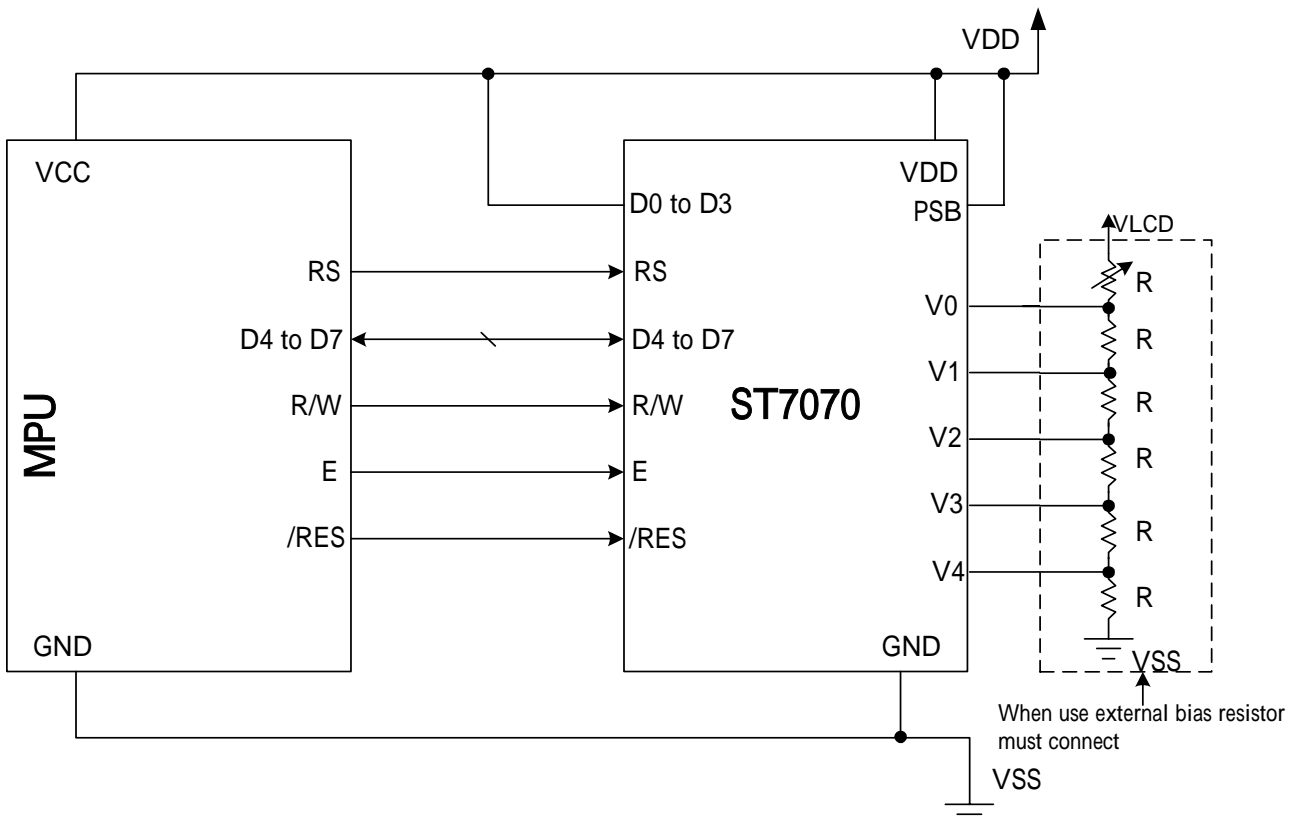 VDD
VCC
VDD
D0 to D3
PSB
VLCD
RS
RS
R
V0
D4 to D7
D4 to D7
R
V1
MPU
R/W
R/W
ST7070
R
V2
R
E
E
V3
/RES
/RES
R
V4
R
GND
GND
VSS
When use external bias resistor
must connect
VSS